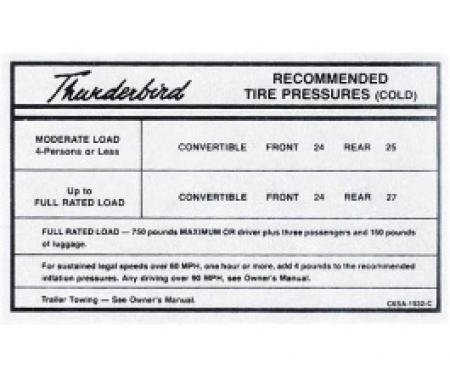 Thunderbird
RECOMMENDED
TIRE PRESSURES (COLD)
MODERATE LOAD
4-Persons or Less
CONVERTIBLE FRONT 24 REAR 25
Up to
FULL RATED LOAD
CONVERTIBLE FRONT 24 REAR 27
FULL RATED LOAD — 750 pounds MAXIMUM OR driver plus three passengers and 150 pounds
of luggage.
For sustained legal speeds over 60 MPH, one hour or more, add 4 pounds to the recommended
inflation pressures. Any driving over 90 MPH, see Owner's Manual.
Trailer Towing — See Owner's Manual.
C6SA-1532-C